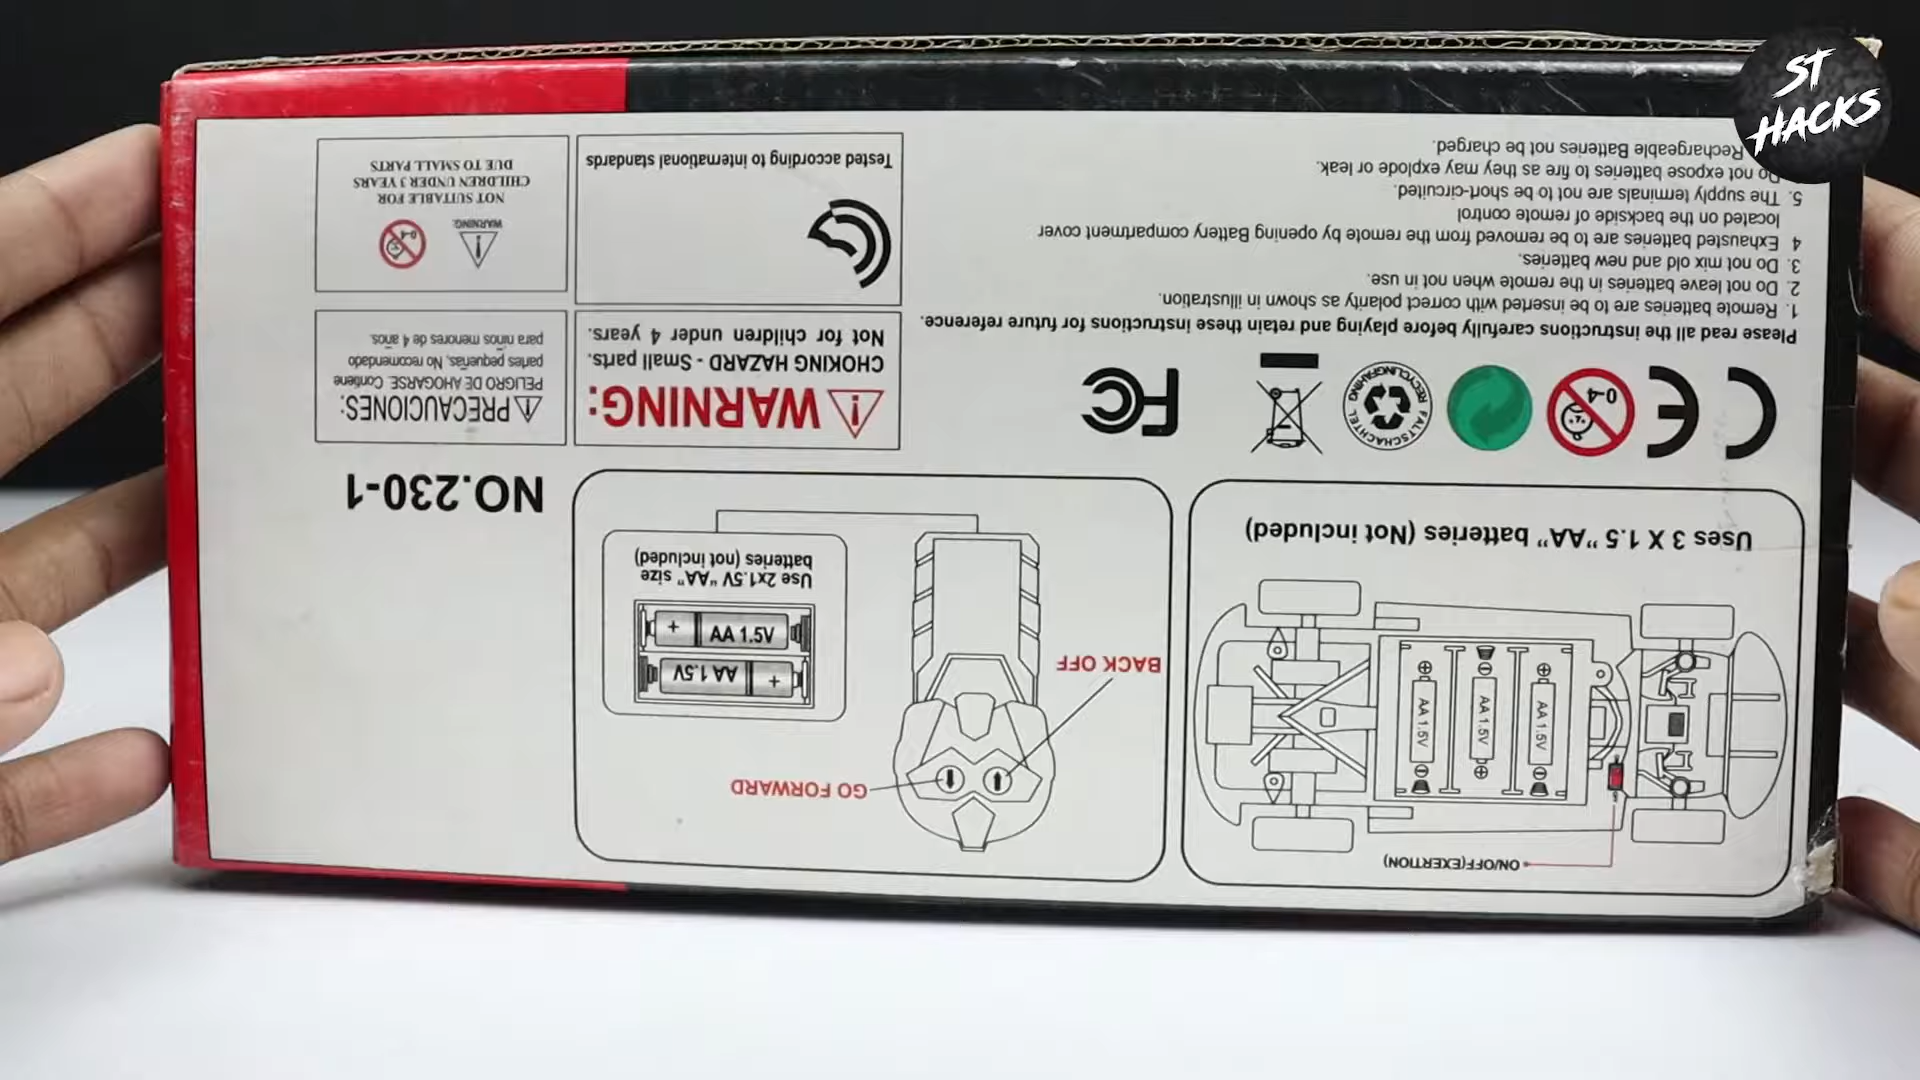 ST
HACKS
ON/OFF(EXERTION)
AA 1.5V
AA 1.5V
AA 1.5V
Uses 3 X 1.5 "AA" batteries (Not included)
GO FORWARD
BACK OFF
AA 1.5V
AA 1.5V
Use 2x1.5V "AA" size
batteries (not included)
NO.230-1
CE
0-4
FALTSCHACHTEL
RECYCLINGFÄHING
FC
Please read all the instructions carefully before playing and retain these instructions for future reference.
1. Remote batteries are to be inserted with correct polarity as shown in illustration.
2. Do not leave batteries in the remote when not in use.
3. Do not mix old and new batteries.
4 Exhausted batteries are to be removed from the remote by opening Battery compartment cover
located on the backside of remote control
5. The supply terminals are not to be short-circuited.
Do not expose batteries to fire as they may explode or leak.
Rechargeable Batteries not be charged.
WARNING:
CHOKING HAZARD - Small parts.
Not for children under 4 years.
PRECAUCIONES:
PELIGRO DE AHOGARSE. Contiene
partes pequeñas, No recomendado
para niños menores de 4 años.
Tested according to international standards
WARNING:
0-4
NOT SUITABLE FOR
CHILDREN UNDER 3 YEARS
DUE TO SMALL PARTS